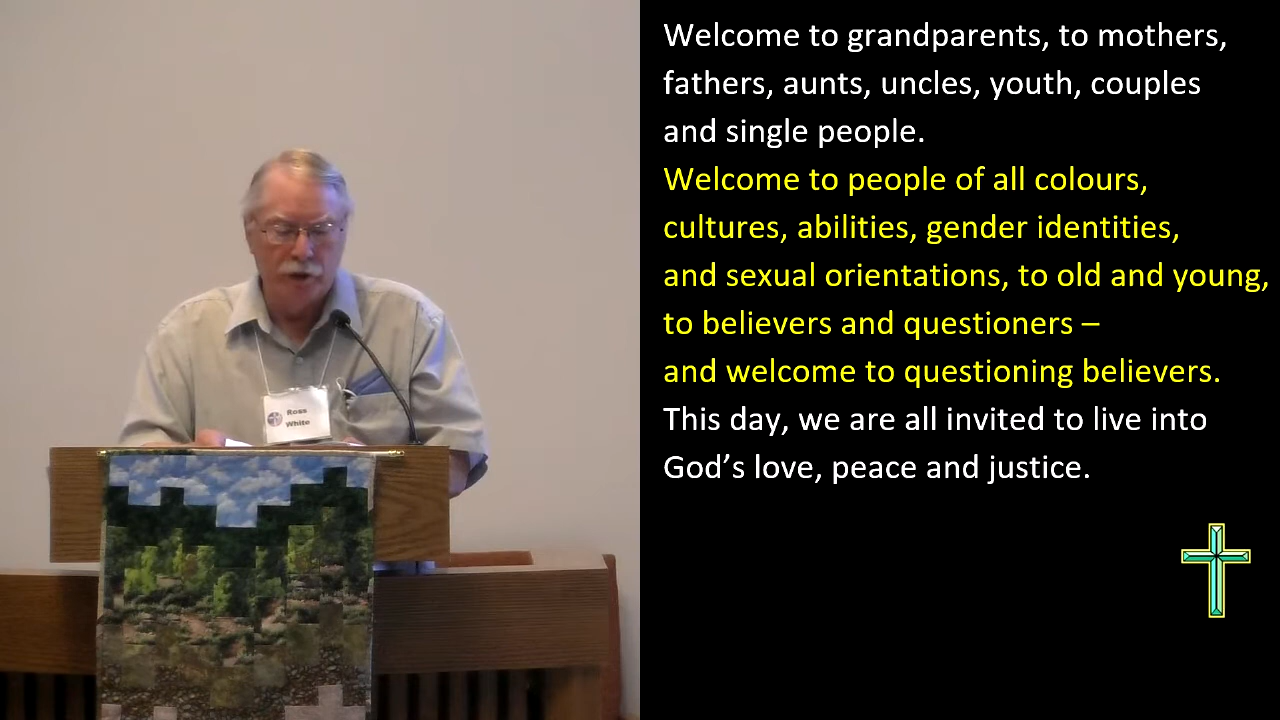 Welcome to grandparents, to mothers,
fathers, aunts, uncles, youth, couples
and single people.
Welcome to people of all colours,
cultures, abilities, gender identities,
and sexual orientations, to old and young,
to believers and questioners –
and welcome to questioning believers.
This day, we are all invited to live into
God’s love, peace and justice.
Ross
White